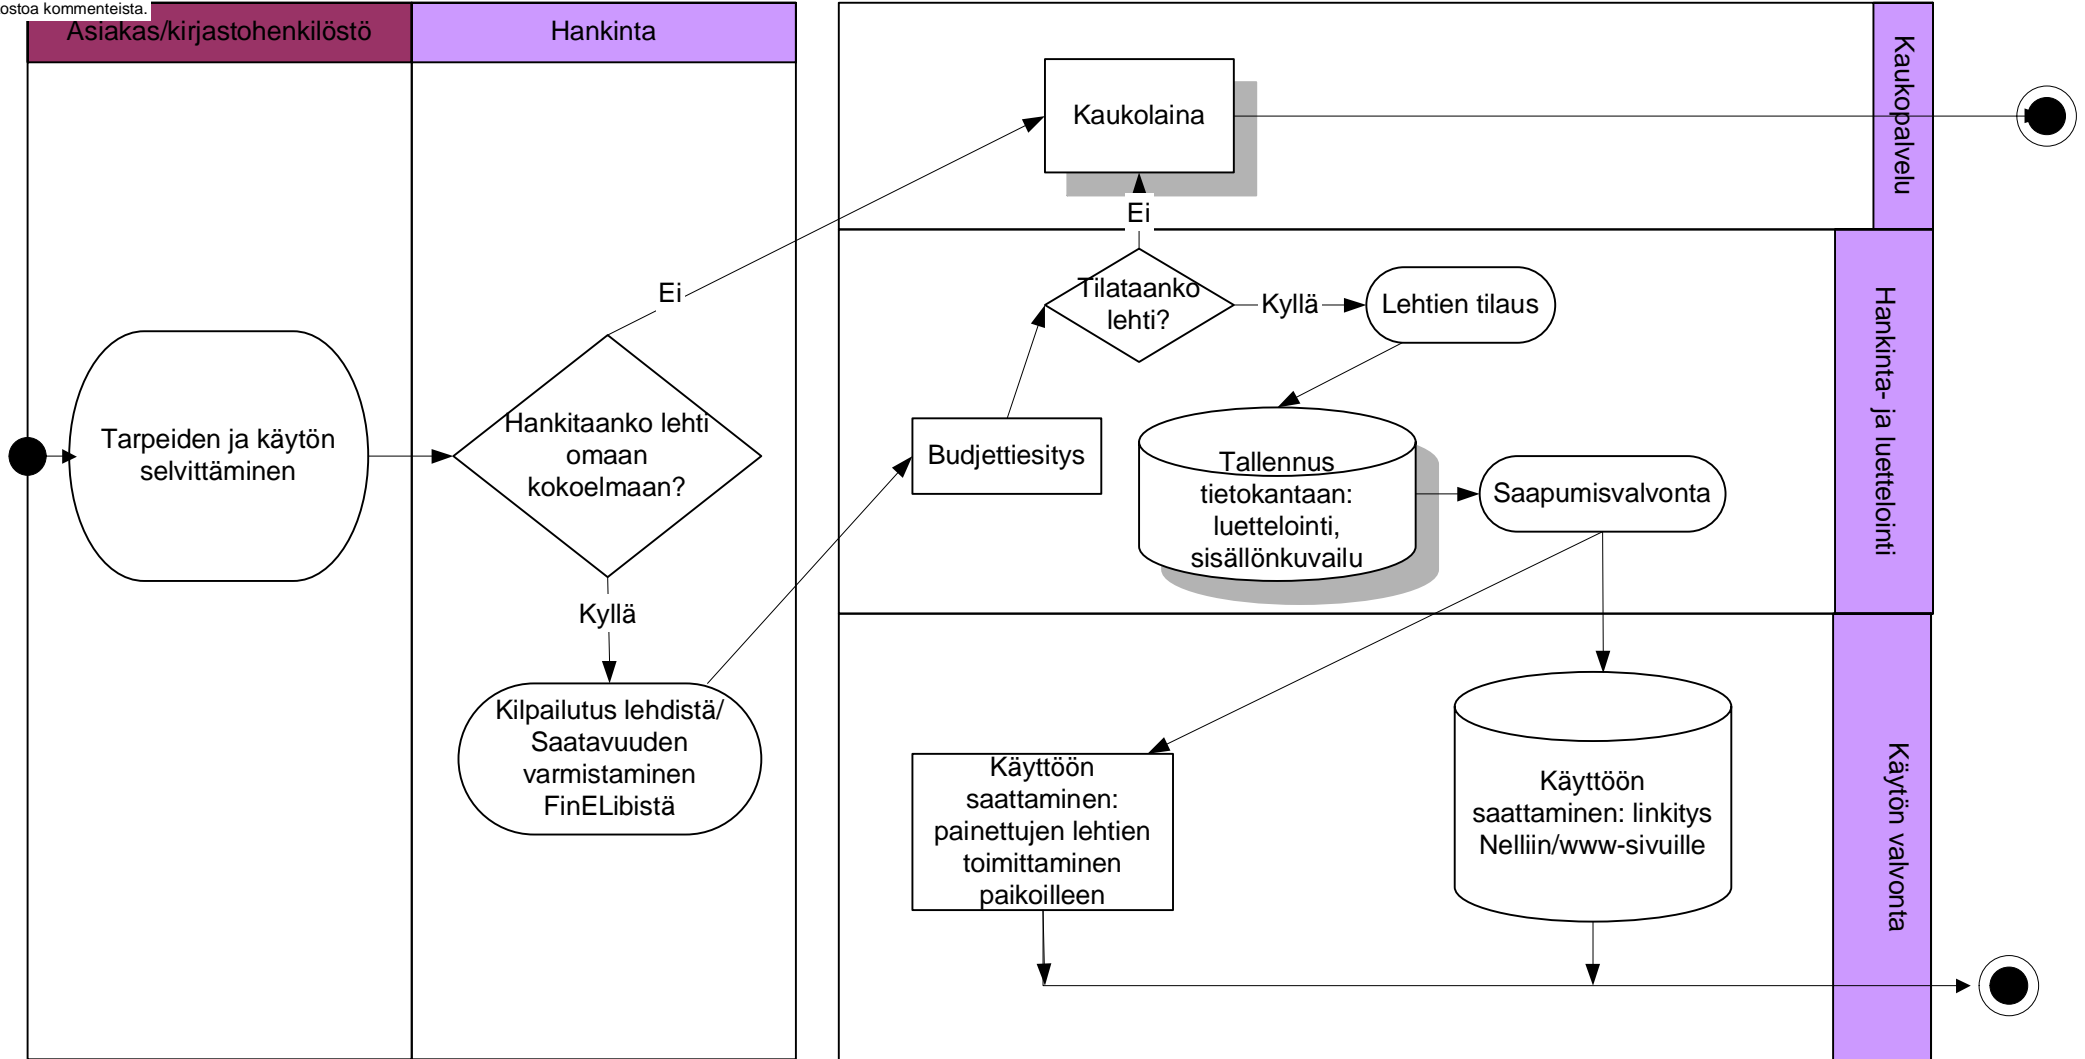 ostoa kommenteista.
Asiakas/kirjastohenkilöstö
Hankinta
Kaukopalvelu
Kaukolaina
Ei
Tilataanko
lehti?
Kyllä
Lehtien tilaus
Hankinta- ja luettelointi
Ei
Tarpeiden ja käytön
selvittäminen
Hankitaanko lehti
omaan
kokoelmaan?
Budjettiesitys
Tallennus
tietokantaan:
luettelointi,
sisällönkuvailu
Saapumisvalvonta
Kyllä
Kilpailutus lehdistä/
Saatavuuden
varmistaminen
FinELibistä
Käyttöön
saattaminen:
painettujen lehtien
toimittaminen
paikoilleen
Käyttöön
saattaminen: linkitys
Nelliin/www-sivuille
Käytön valvonta